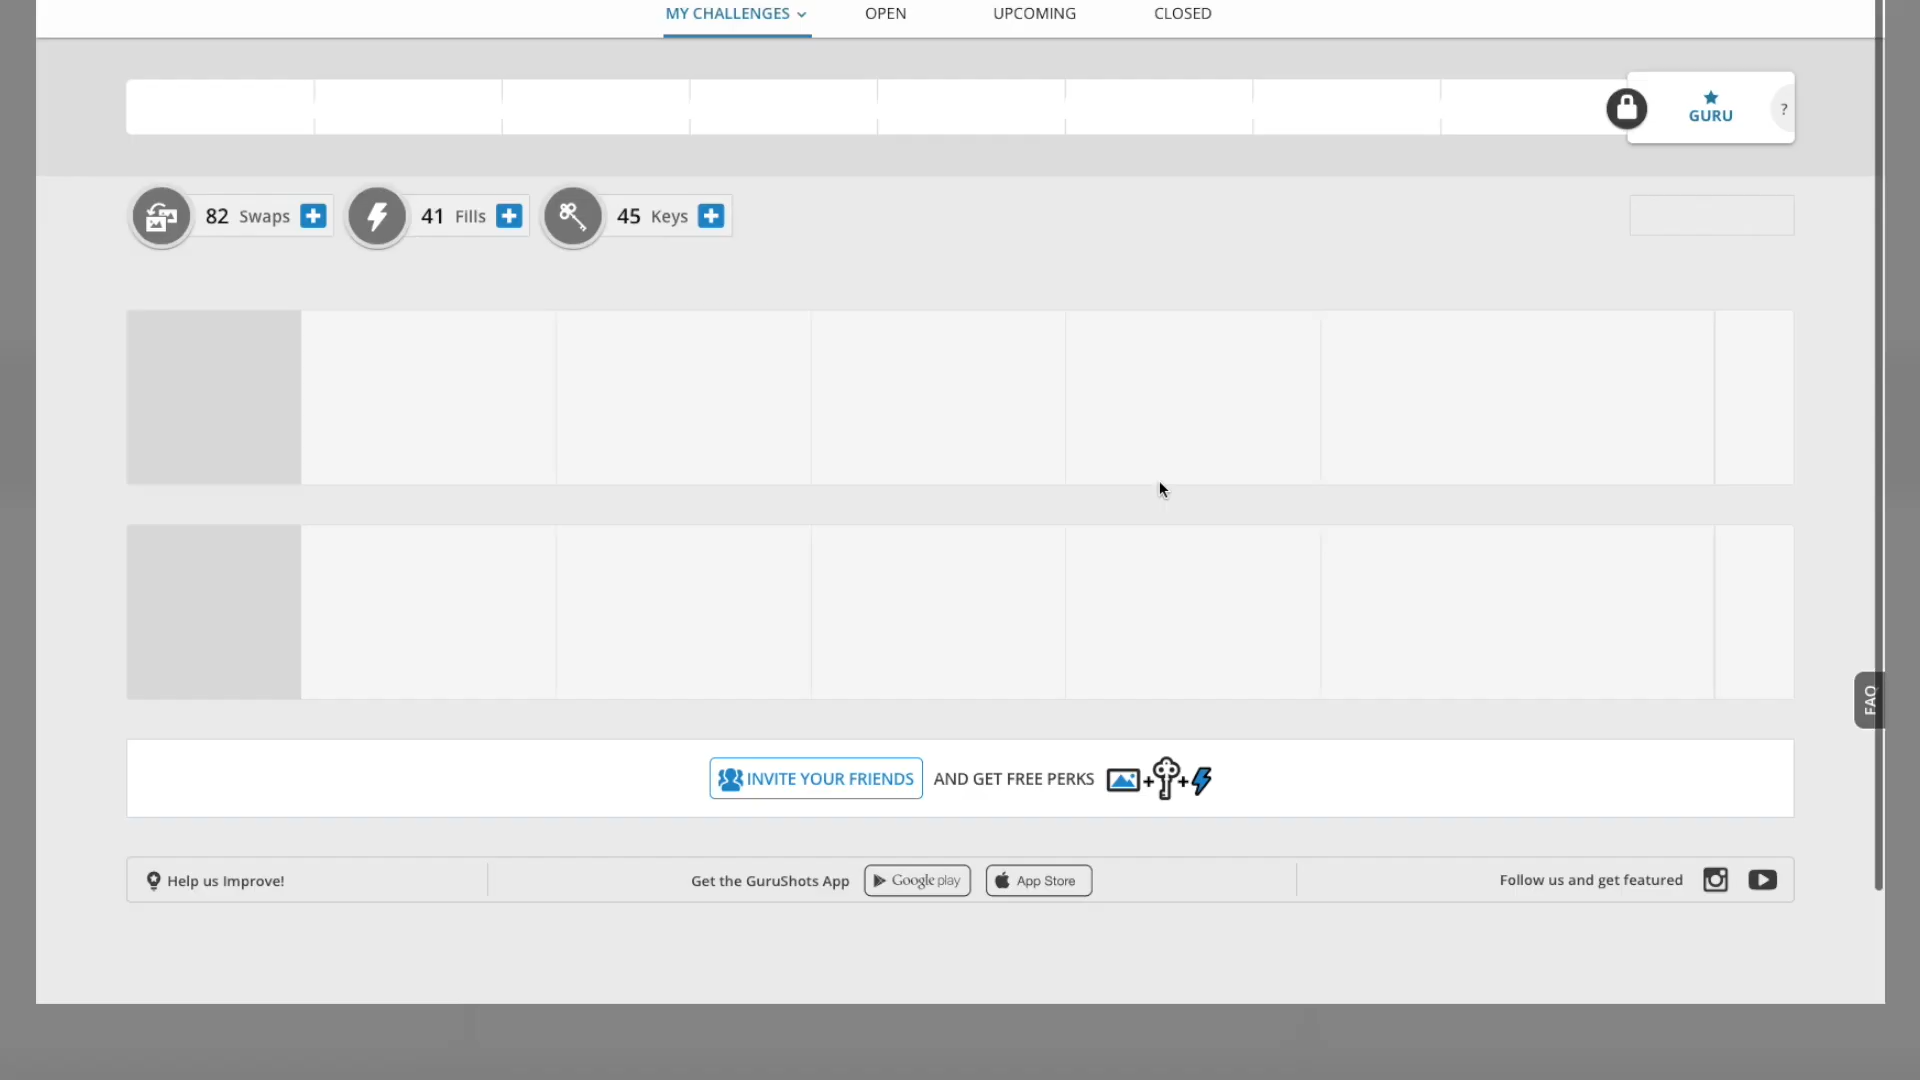 MY CHALLENGES OPEN UPCOMING CLOSED
GURU ?
82 Swaps 41 Fills 45 Keys
FAQ
INVITE YOUR FRIENDS AND GET FREE PERKS + +
Help us Improve! Get the GuruShots App Google play App Store Follow us and get featured